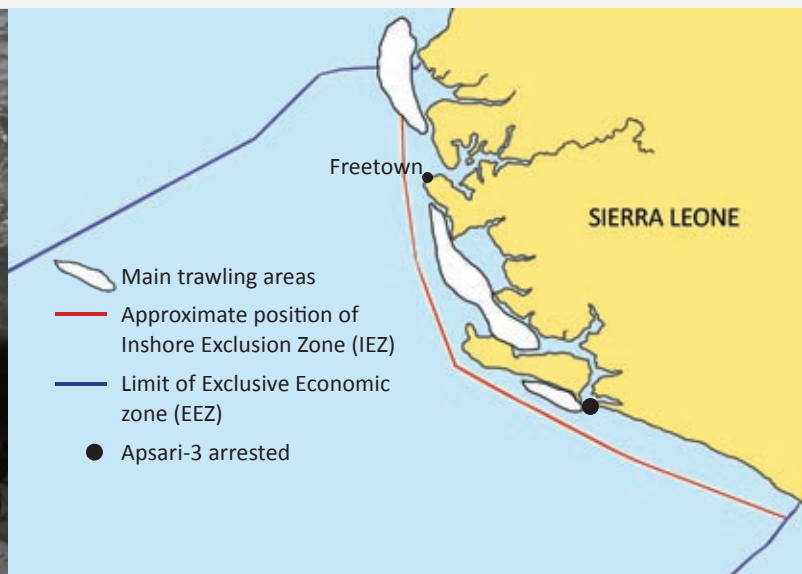 Freetown
SIERRA LEONE
Main trawling areas
Approximate position of
Inshore Exclusion Zone (IEZ)
Limit of Exclusive Economic
zone (EEZ)
Apsari-3 arrested